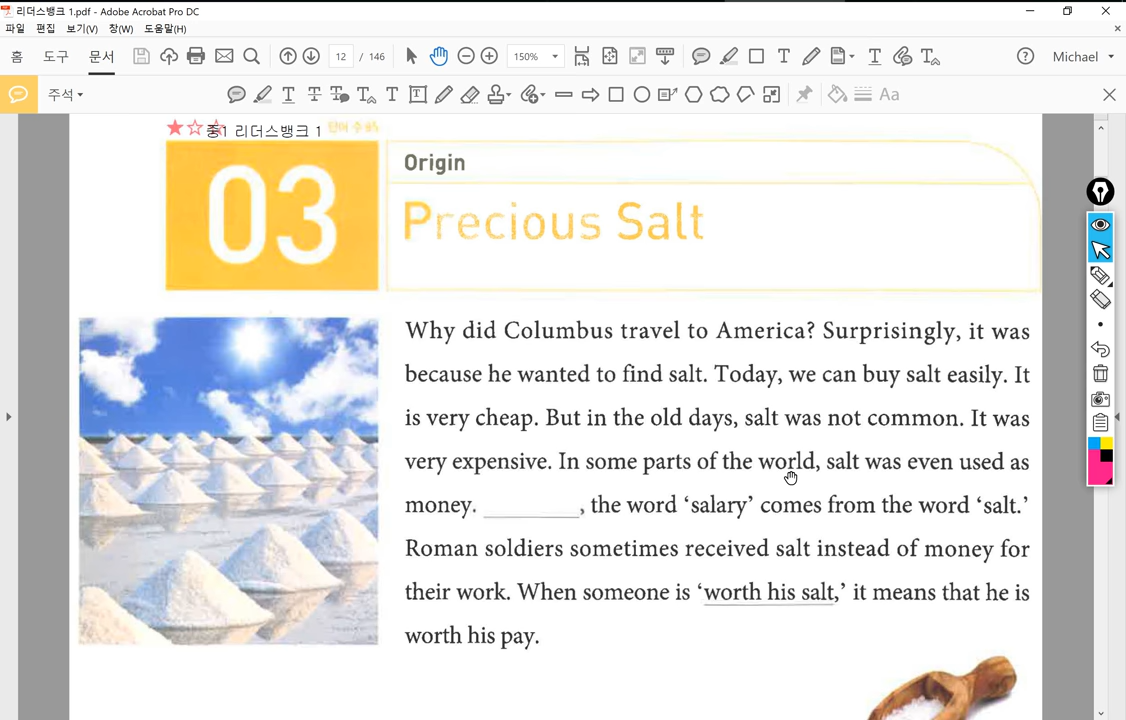 리더스뱅크 1.pdf - Adobe Acrobat Pro DC
파일 편집 보기(V) 창(W) 도움말(H)
홈 도구 문서 12 / 146 150% Michael
주석 Aa
중1 리더스뱅크 1 단어 수 85
03
Origin
Precious Salt
Why did Columbus travel to America? Surprisingly, it was
because he wanted to find salt. Today, we can buy salt easily. It
is very cheap. But in the old days, salt was not common. It was
very expensive. In some parts of the world, salt was even used as
money. __________, the word ‘salary’ comes from the word ‘salt.’
Roman soldiers sometimes received salt instead of money for
their work. When someone is ‘worth his salt,’ it means that he is
worth his pay.